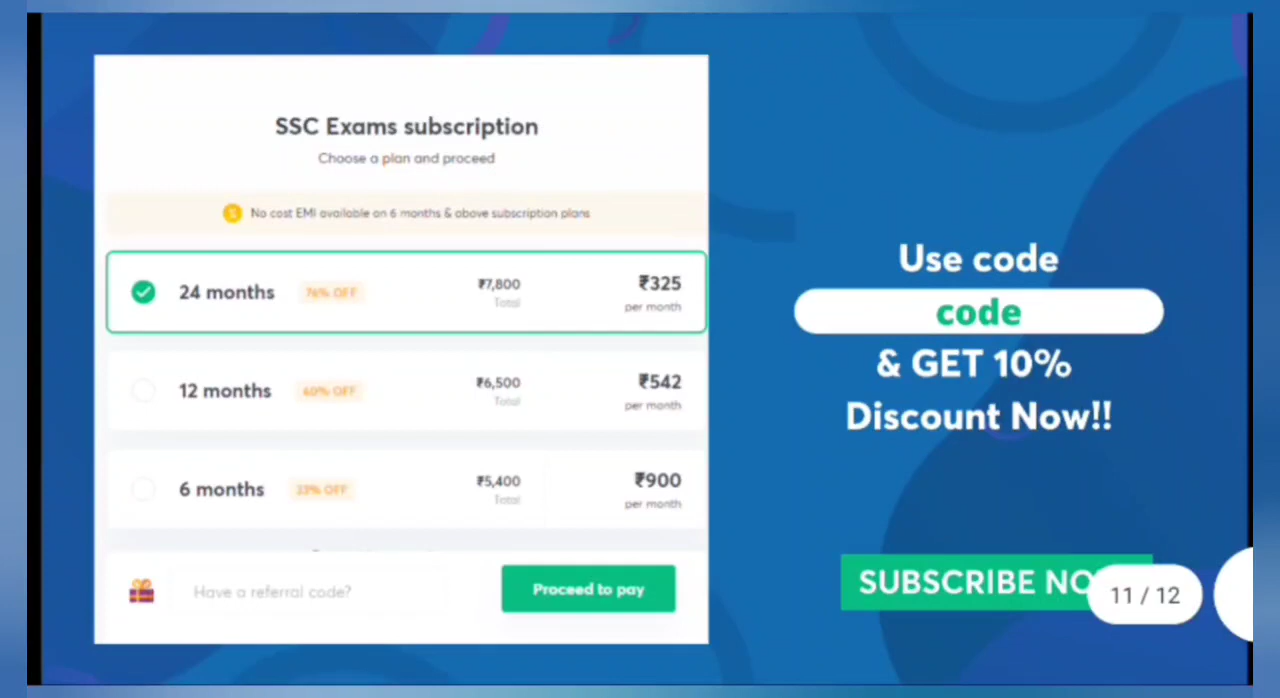 SSC Exams subscription
Choose a plan and proceed
No cost EMI available on 6 months & above subscription plans
24 months 76% OFF ₹7,800 ₹325
Total per month
12 months 60% OFF ₹6,500 ₹542
Total per month
6 months 33% OFF ₹5,400 ₹900
Total per month
Have a referral code? Proceed to pay
Use code
code
& GET 10%
Discount Now!!
SUBSCRIBE NO
11 / 12